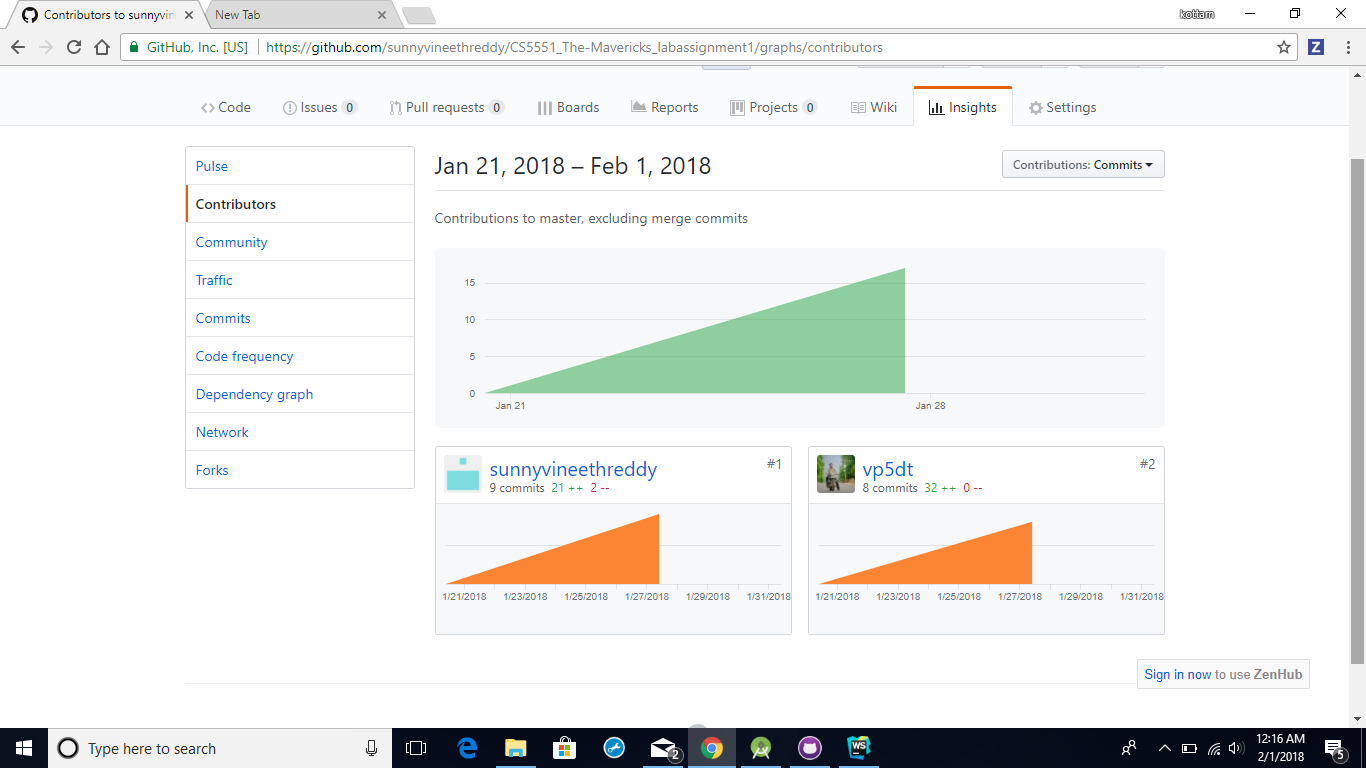 Contributors to sunnyvin
New Tab
kottam
GitHub, Inc. [US]
https://github.com/sunnyvineethreddy/CS5551_The-Mavericks_labassignment1/graphs/contributors
Z
Code
Issues 0
Pull requests 0
Boards
Reports
Projects 0
Wiki
Insights
Settings
Pulse
Contributors
Community
Traffic
Commits
Code frequency
Dependency graph
Network
Forks
Jan 21, 2018 – Feb 1, 2018
Contributions: Commits
Contributions to master, excluding merge commits
15
10
5
0
Jan 21
Jan 28
sunnyvineethreddy
#1
9 commits 21 ++ 2 --
1/21/2018 1/23/2018 1/25/2018 1/27/2018 1/29/2018 1/31/2018
vp5dt
#2
8 commits 32 ++ 0 --
1/21/2018 1/23/2018 1/25/2018 1/27/2018 1/29/2018 1/31/2018
Sign in now to use ZenHub
Type here to search
2
WS
12:16 AM
2/1/2018
5